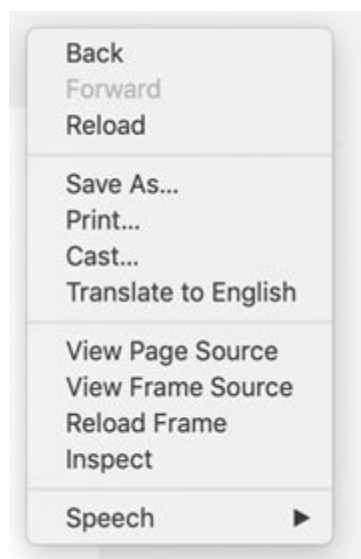 Back
Forward
Reload
Save As...
Print...
Cast...
Translate to English
View Page Source
View Frame Source
Reload Frame
Inspect
Speech